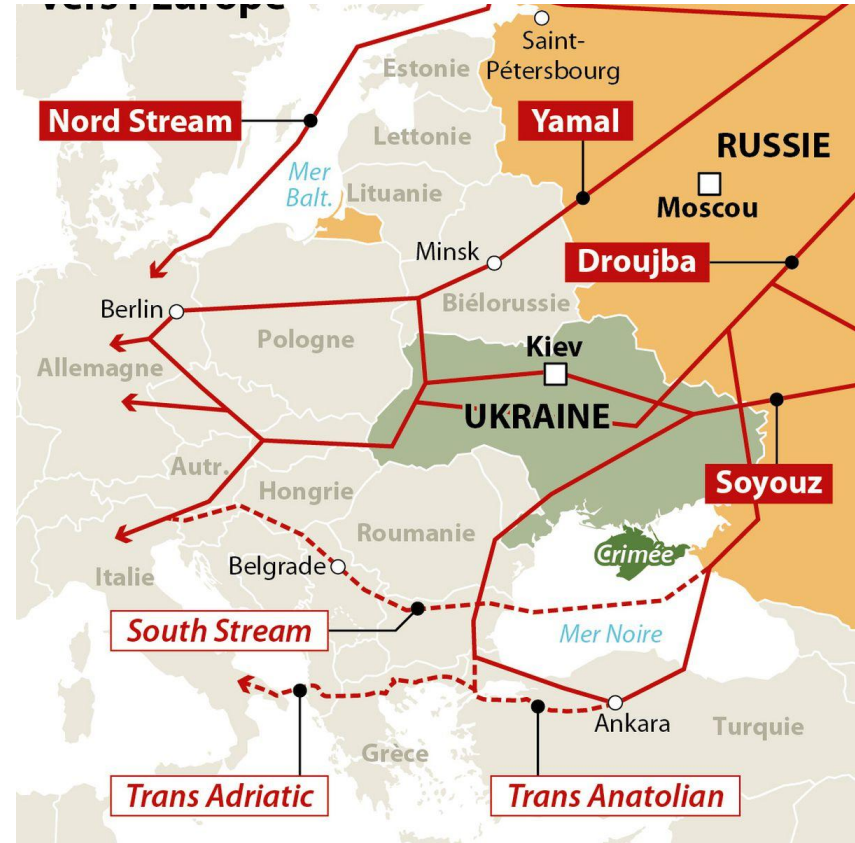 vers l'Europe
Saint-
Pétersbourg
Estonie
Nord Stream
Yamal
Lettonie
RUSSIE
Mer
Balt.
Lituanie
Moscou
Minsk
Droujba
Berlin
Biélorussie
Pologne
Kiev
Allemagne
UKRAINE
Autr.
Soyouz
Hongrie
Roumanie
Crimée
Belgrade
Italie
South Stream
Mer Noire
Ankara
Turquie
Grèce
Trans Adriatic
Trans Anatolian